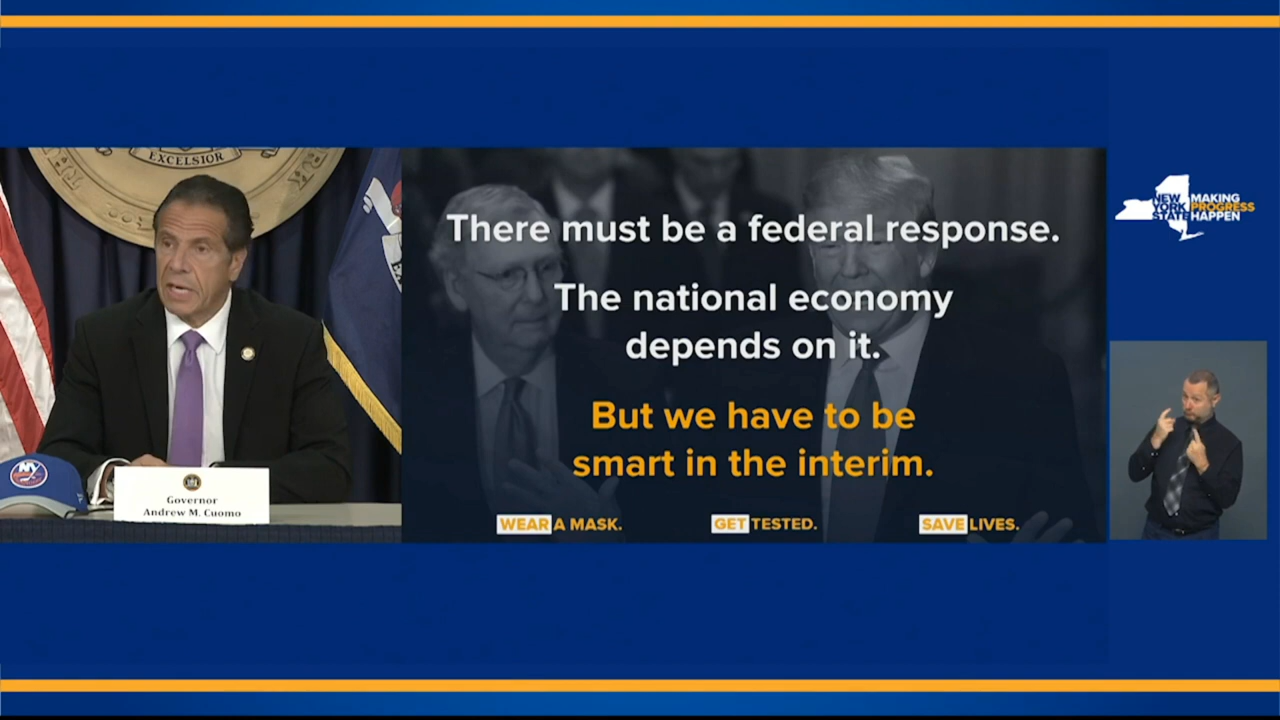 EXCELSIOR
NY
Governor
Andrew M. Cuomo
There must be a federal response.
The national economy
depends on it.
But we have to be
smart in the interim.
WEAR A MASK.
GET TESTED.
SAVE LIVES.
NEW
YORK
STATE
MAKING
PROGRESS
HAPPEN